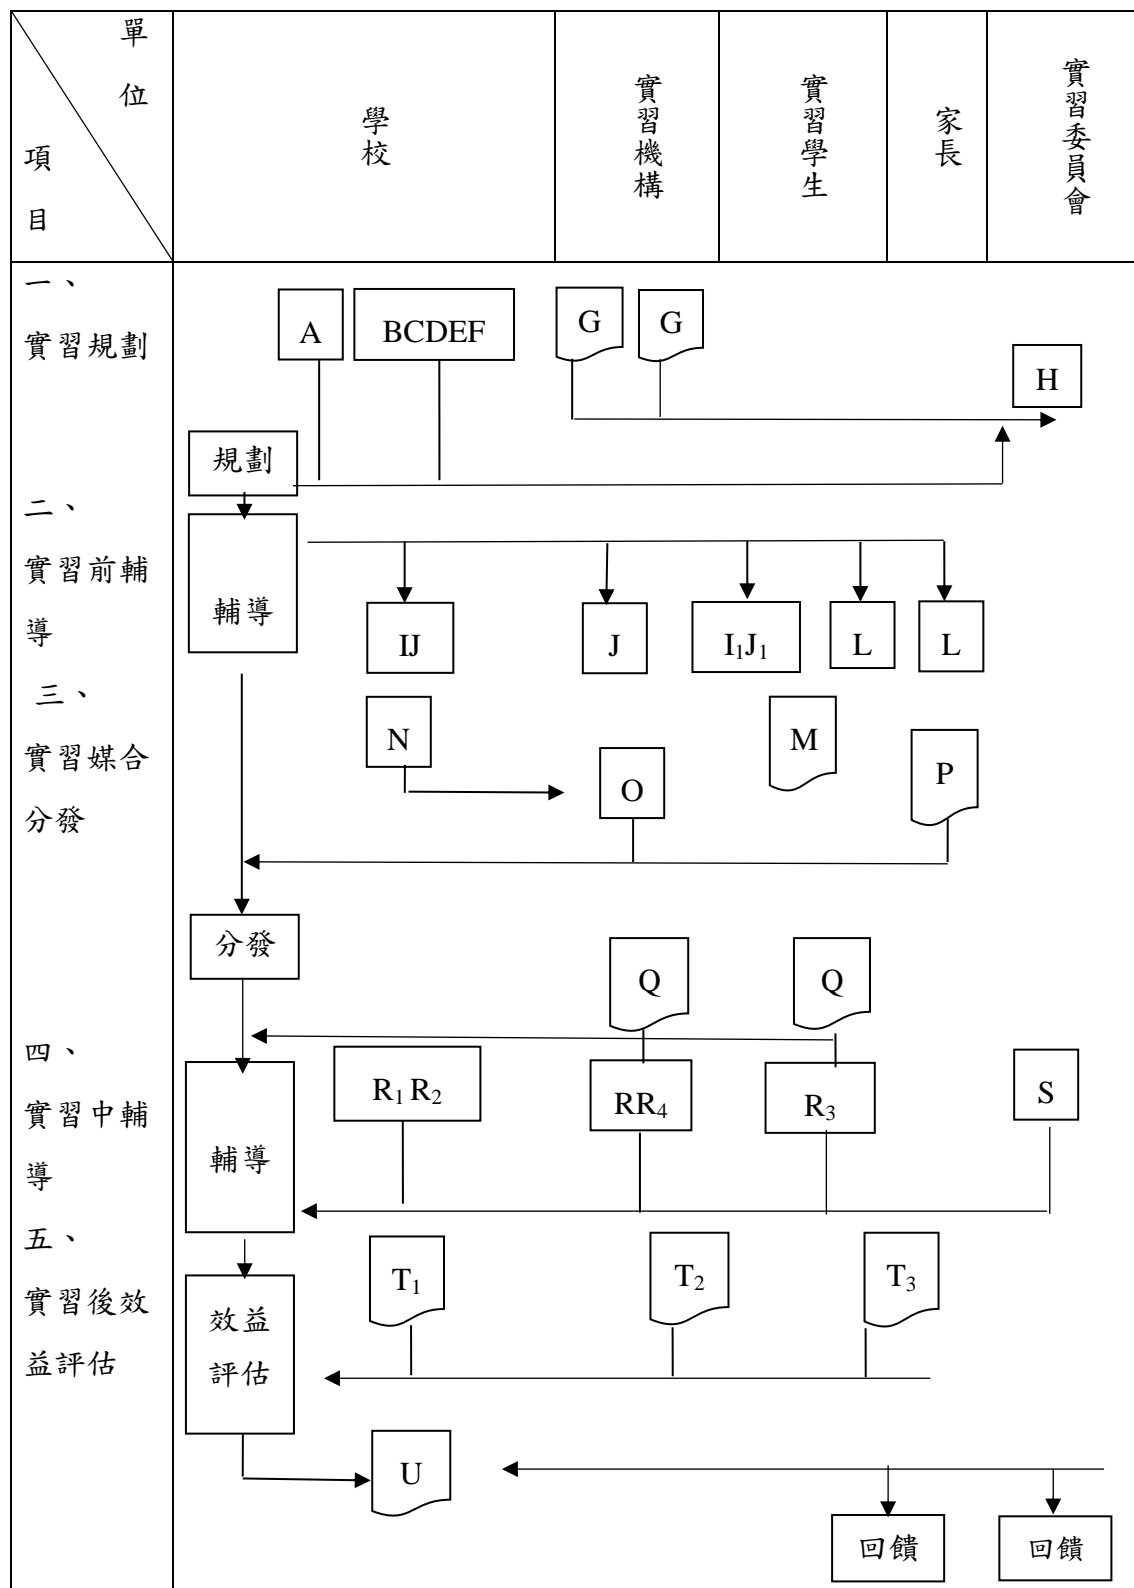 單
位
項
目
學校
實習機構
實習學生
家長
實習委員會
一、
實習規劃
A
BCDEF
G
G
H
規劃
二、
實習前輔
導
輔導
IJ
J
I₁J₁
L
L
三、
實習媒合
分發
N
O
M
P
分發
Q
Q
四、
實習中輔
導
輔導
R₁ R₂
RR₄
R₃
S
五、
實習後效
益評估
效益
評估
T₁
T₂
T₃
U
回饋
回饋